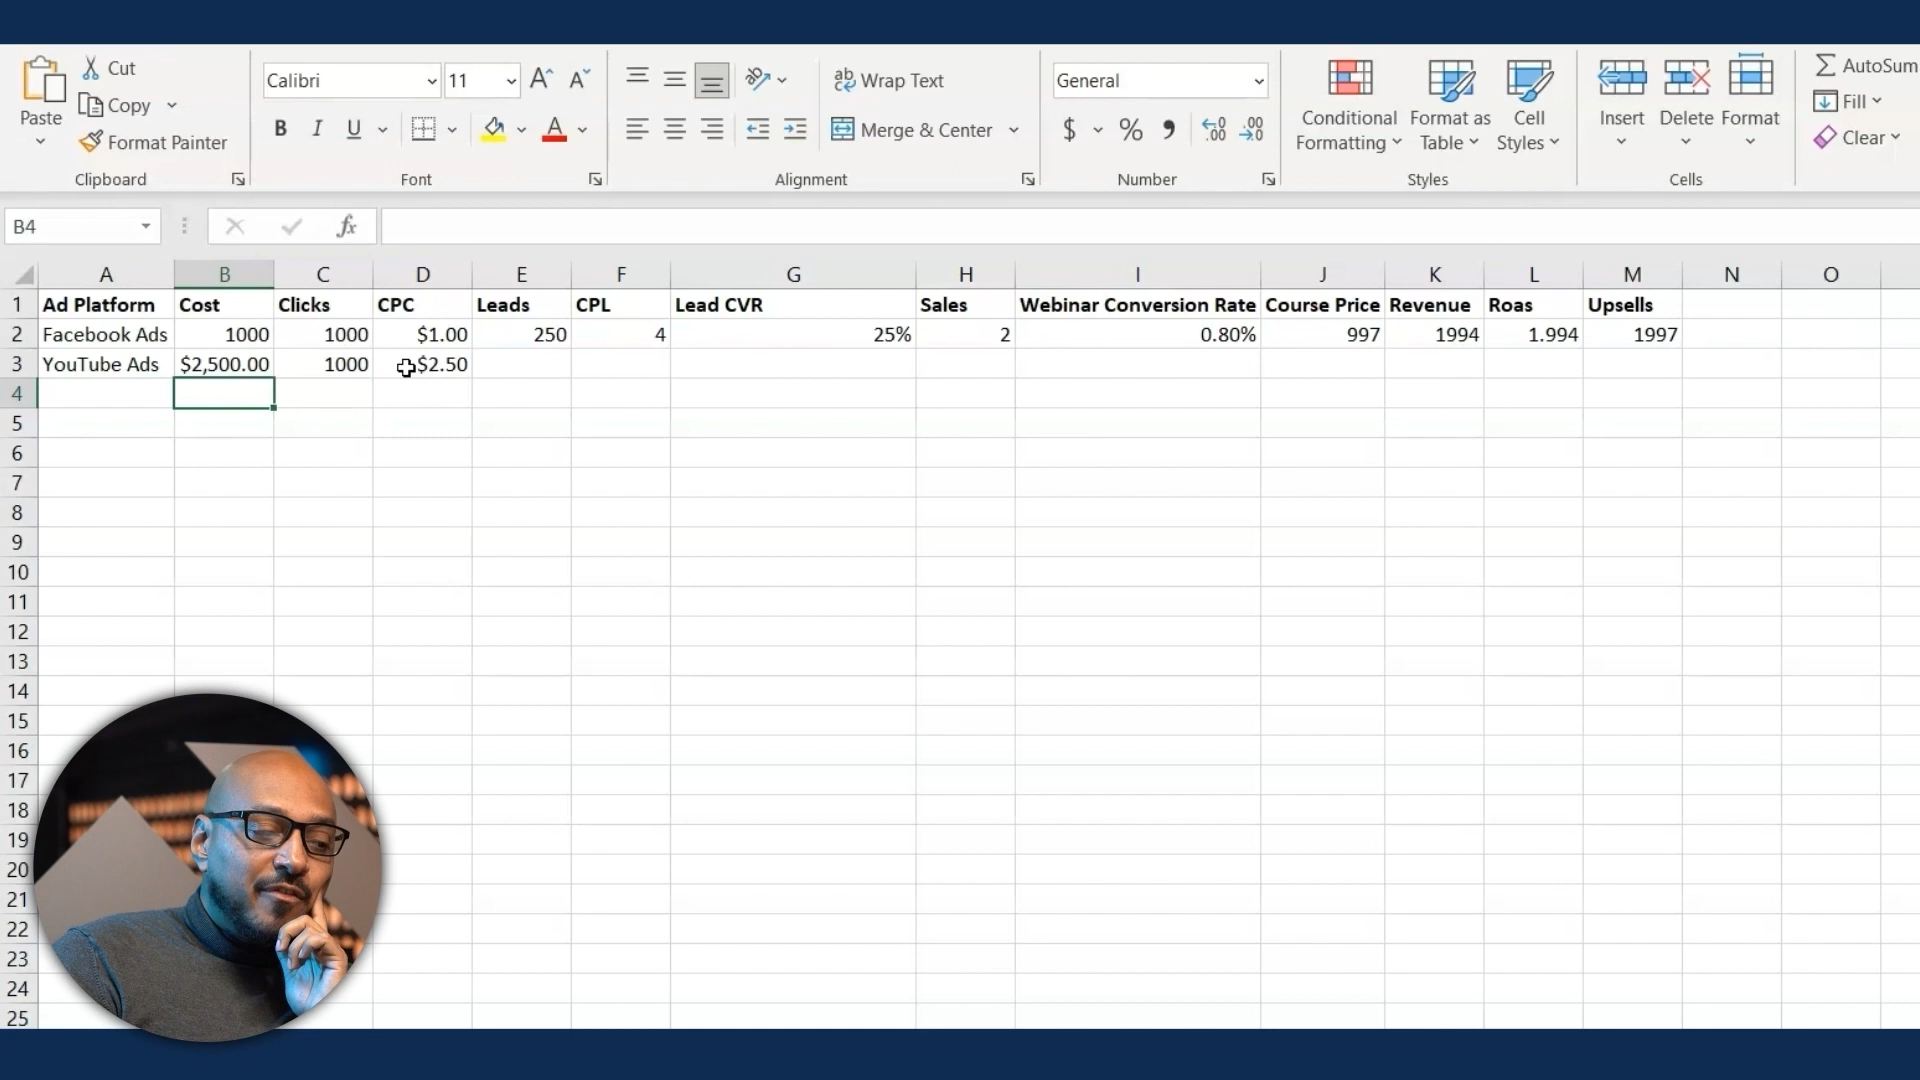 Cut
Copy
Format Painter
Paste
Clipboard
Calibri
11
B I U
Font
ab Wrap Text
Merge & Center
Alignment
General
$ % 9 .00 .00
Number
Conditional Formatting
Format as Table
Cell Styles
Styles
Insert
Delete
Format
Cells
AutoSum
Fill
Clear
B4
fx
A B C D E F G H I J K L M N O
1 Ad Platform Cost Clicks CPC Leads CPL Lead CVR Sales Webinar Conversion Rate Course Price Revenue Roas Upsells
2 Facebook Ads 1000 1000 $1.00 250 4 25% 2 0.80% 997 1994 1.994 1997
3 YouTube Ads $2,500.00 1000 $2.50
4
5
6
7
8
9
10
11
12
13
14
15
16
17
18
19
20
21
22
23
24
25